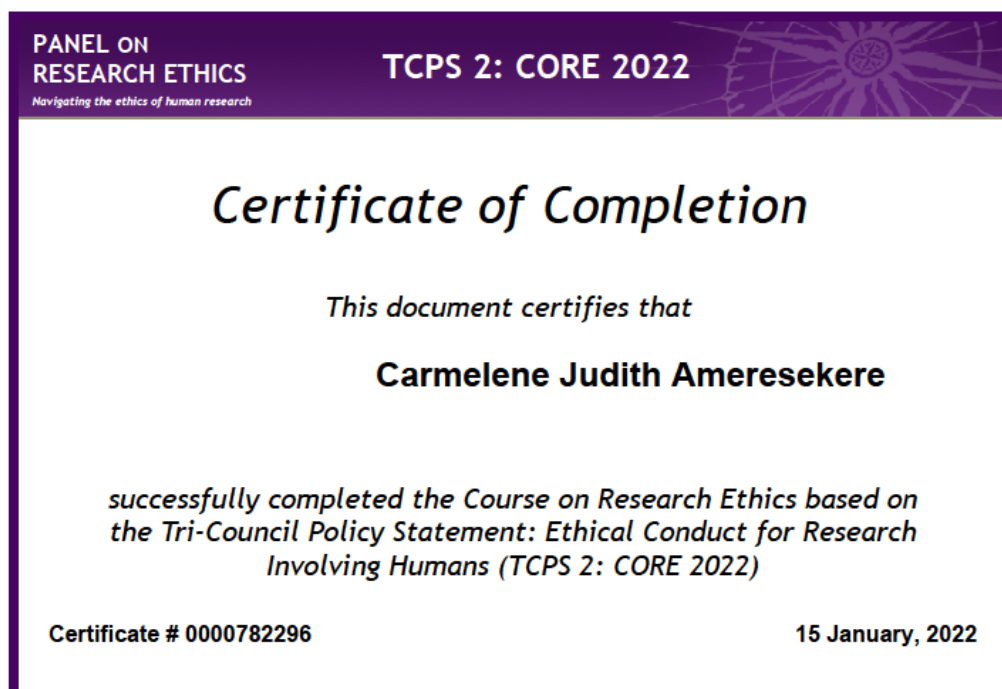 PANEL ON
RESEARCH ETHICS
Navigating the ethics of human research
TCPS 2: CORE 2022
Certificate of Completion
This document certifies that
Carmelene Judith Ameresekere
successfully completed the Course on Research Ethics based on
the Tri-Council Policy Statement: Ethical Conduct for Research
Involving Humans (TCPS 2: CORE 2022)
Certificate # 0000782296
15 January, 2022